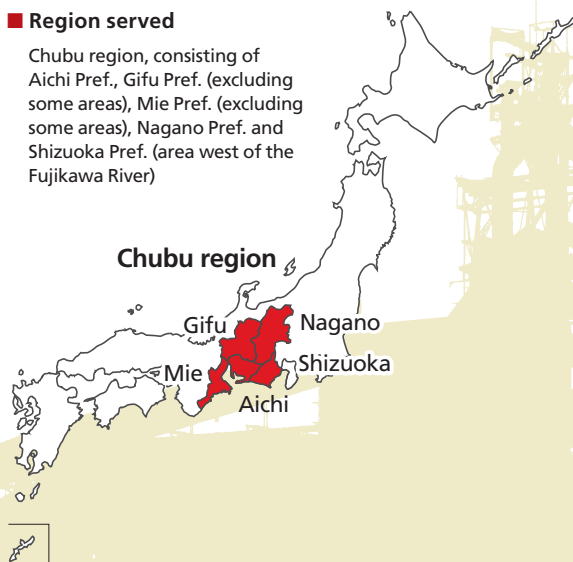 Region served
Chubu region, consisting of
Aichi Pref., Gifu Pref. (excluding
some areas), Mie Pref. (excluding
some areas), Nagano Pref. and
Shizuoka Pref. (area west of the
Fujikawa River)
Chubu region
Gifu
Nagano
Mie
Shizuoka
Aichi